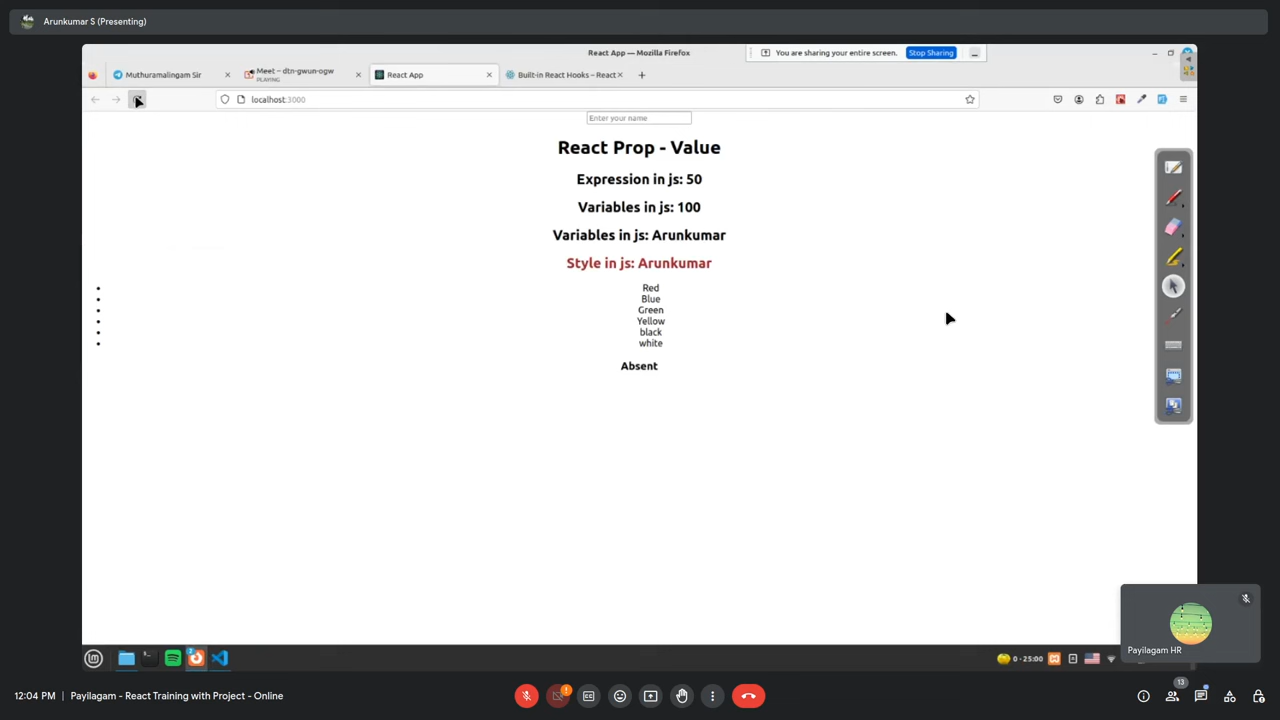 Arunkumar S (Presenting)
React App — Mozilla Firefox
You are sharing your entire screen.
Stop Sharing
Muthuramalingam Sir
Meet – dtn-gwun-ogw
PLAYING
React App
Built-in React Hooks – React
localhost:3000
Enter your name
React Prop - Value
Expression in js: 50
Variables in js: 100
Variables in js: Arunkumar
Style in js: Arunkumar
Red
Blue
Green
Yellow
black
white
Absent
Payilagam HR
0 - 25:00
12:04 PM | Payilagam - React Training with Project - Online
13